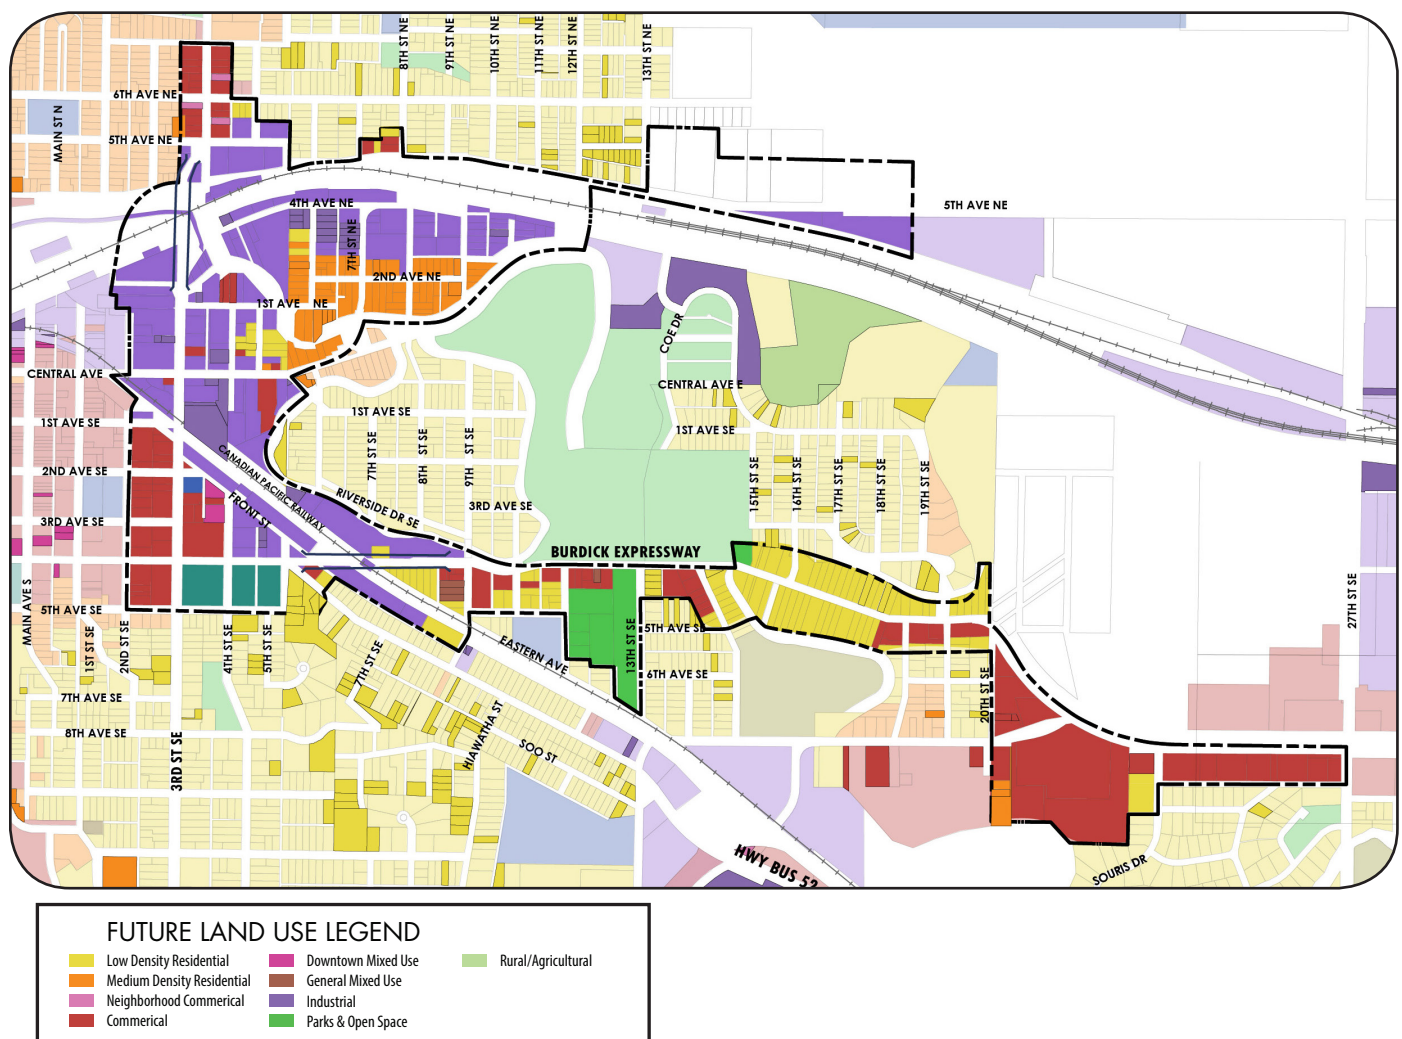 8TH ST NE
9TH ST NE
10TH ST NE
11TH ST NE
12TH ST NE
13TH ST NE
6TH AVE NE
MAIN ST N
5TH AVE NE
4TH AVE NE
5TH AVE NE
7TH ST NE
2ND AVE NE
1ST AVE NE
COE DR
CENTRAL AVE
CENTRAL AVE E
1ST AVE SE
1ST AVE SE
1ST AVE SE
2ND AVE SE
CANADIAN PACIFIC RAILWAY
7TH ST SE
8TH ST SE
9TH ST SE
15TH ST SE
16TH ST SE
17TH ST SE
18TH ST SE
19TH ST SE
FRONT ST
RIVERSIDE DR SE
3RD AVE SE
3RD AVE SE
BURDICK EXPRESSWAY
MAIN AVE S
5TH AVE SE
27TH ST SE
1ST ST SE
2ND ST SE
4TH ST SE
5TH ST SE
7TH ST SE
EASTERN AVE
13TH ST SE
5TH AVE SE
6TH AVE SE
20TH ST SE
7TH AVE SE
8TH AVE SE
3RD ST SE
HIAWATHA ST
SOO ST
HWY BUS 52
SOURIS DR
FUTURE LAND USE LEGEND
Low Density Residential
Medium Density Residential
Neighborhood Commerical
Commerical
Downtown Mixed Use
General Mixed Use
Industrial
Parks & Open Space
Rural/Agricultural